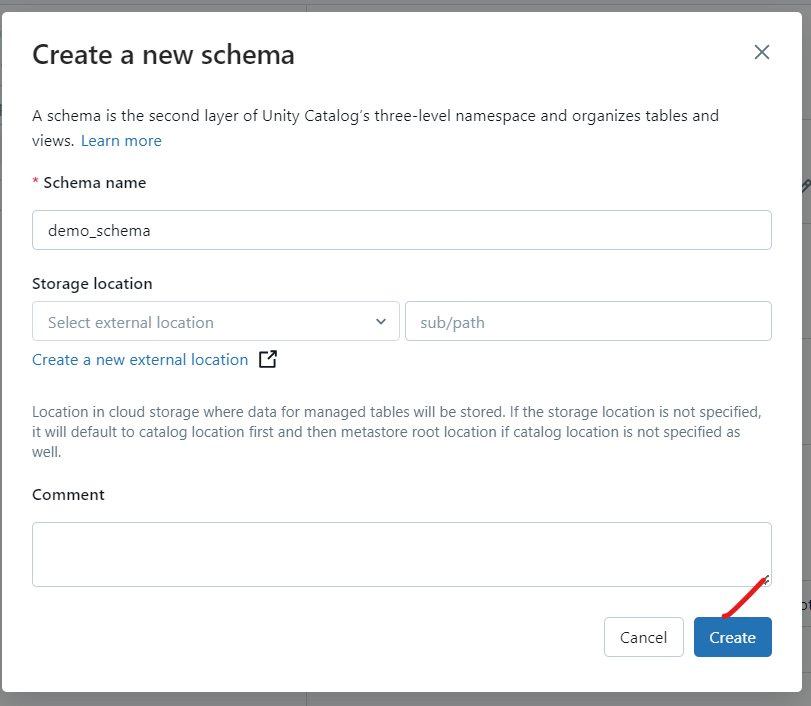 Create a new schema
A schema is the second layer of Unity Catalog's three-level namespace and organizes tables and
views. Learn more
* Schema name
demo_schema
Storage location
Select external location
sub/path
Create a new external location
Location in cloud storage where data for managed tables will be stored. If the storage location is not specified,
it will default to catalog location first and then metastore root location if catalog location is not specified as
well.
Comment
Cancel
Create